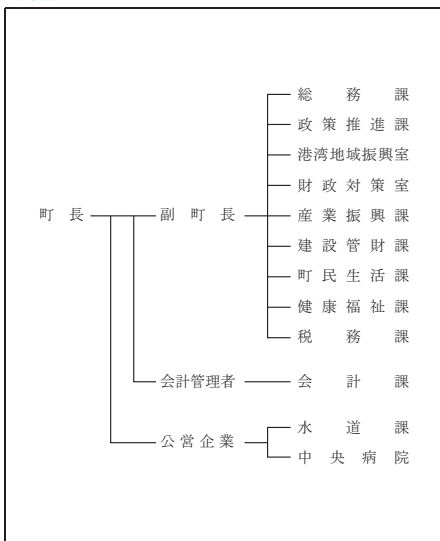 総務課
政策推進課
港湾地域振興室
財政対策室
町長 副町長 産業振興課
建設管財課
町民生活課
健康福祉課
税務課
会計管理者 会計課
水道課
公営企業
中央病院